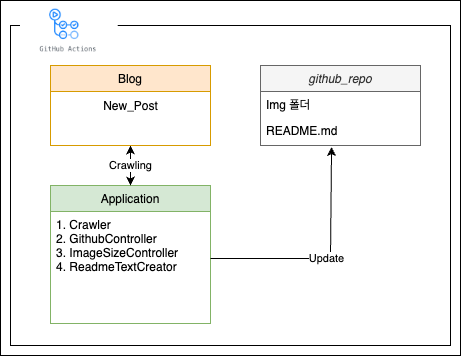 GitHub Actions
Blog
New_Post
github_repo
Img 폴더
README.md
Crawling
Application
1. Crawler
2. GithubController
3. ImageSizeController
4. ReadmeTextCreator
Update